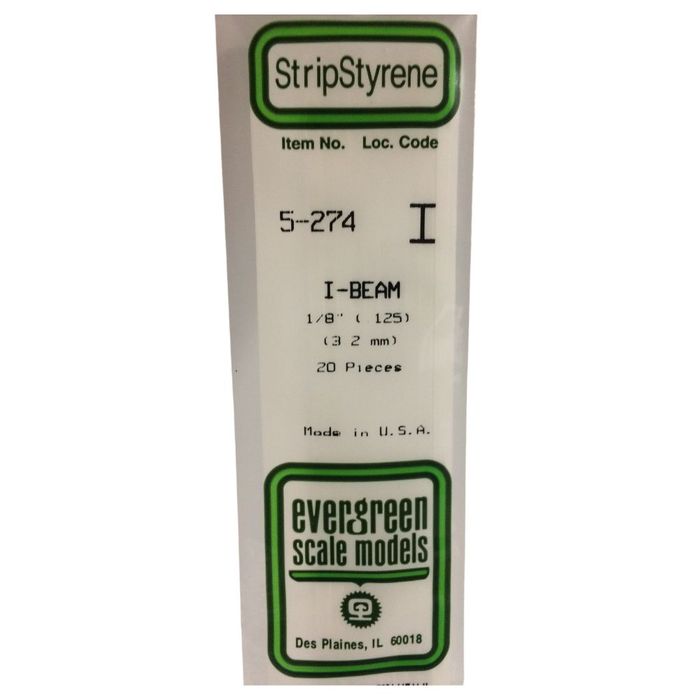 StripStyrene
Item No. Loc. Code
5-274 I
I-BEAM
1/8" ( 125)
(3 2 mm)
20 Pieces
Made in U.S.A.
evergreen
scale models
Des Plaines, IL 60018